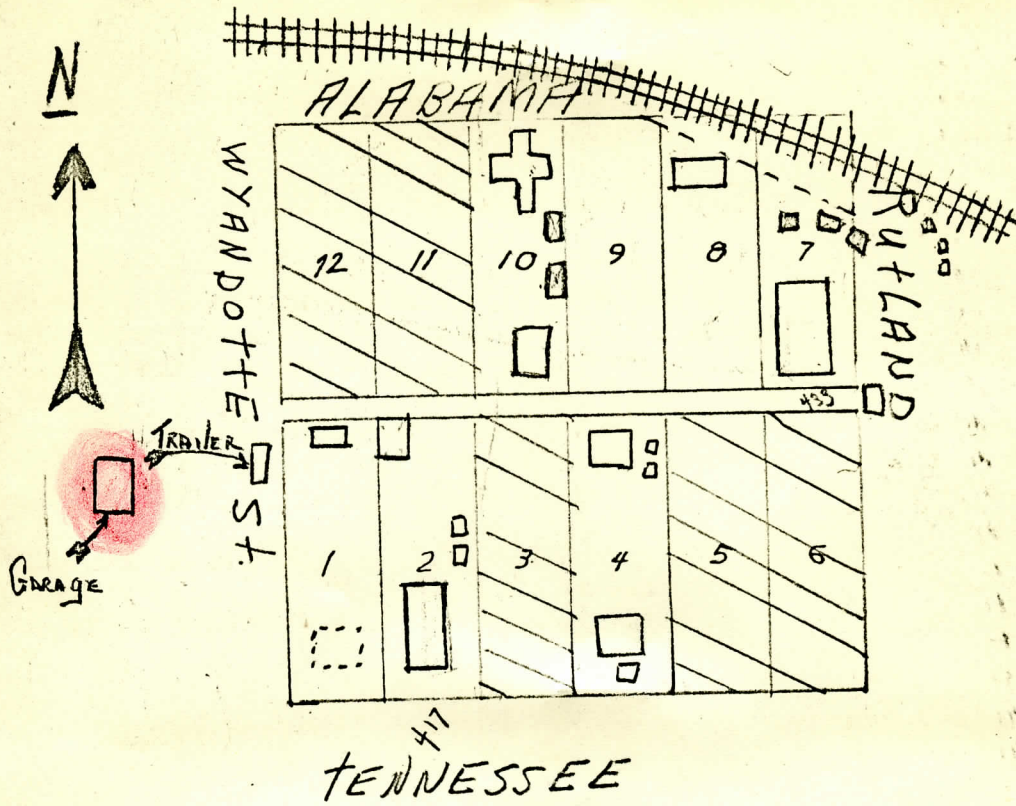 N
ALABAMA
WYANDOTTE St.
RutLAND
12 11 10 9 8 7
435
TRAILER
GARAGE
1 2 3 4 5 6
417
tENNESSEE